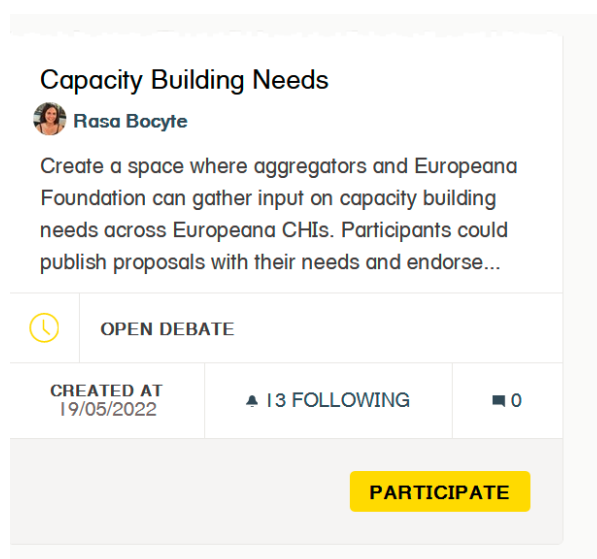 Capacity Building Needs
Rasa Bocyte
Create a space where aggregators and Europeana
Foundation can gather input on capacity building
needs across Europeana CHIs. Participants could
publish proposals with their needs and endorse...
OPEN DEBATE
CREATED AT
19/05/2022
13 FOLLOWING
0
PARTICIPATE